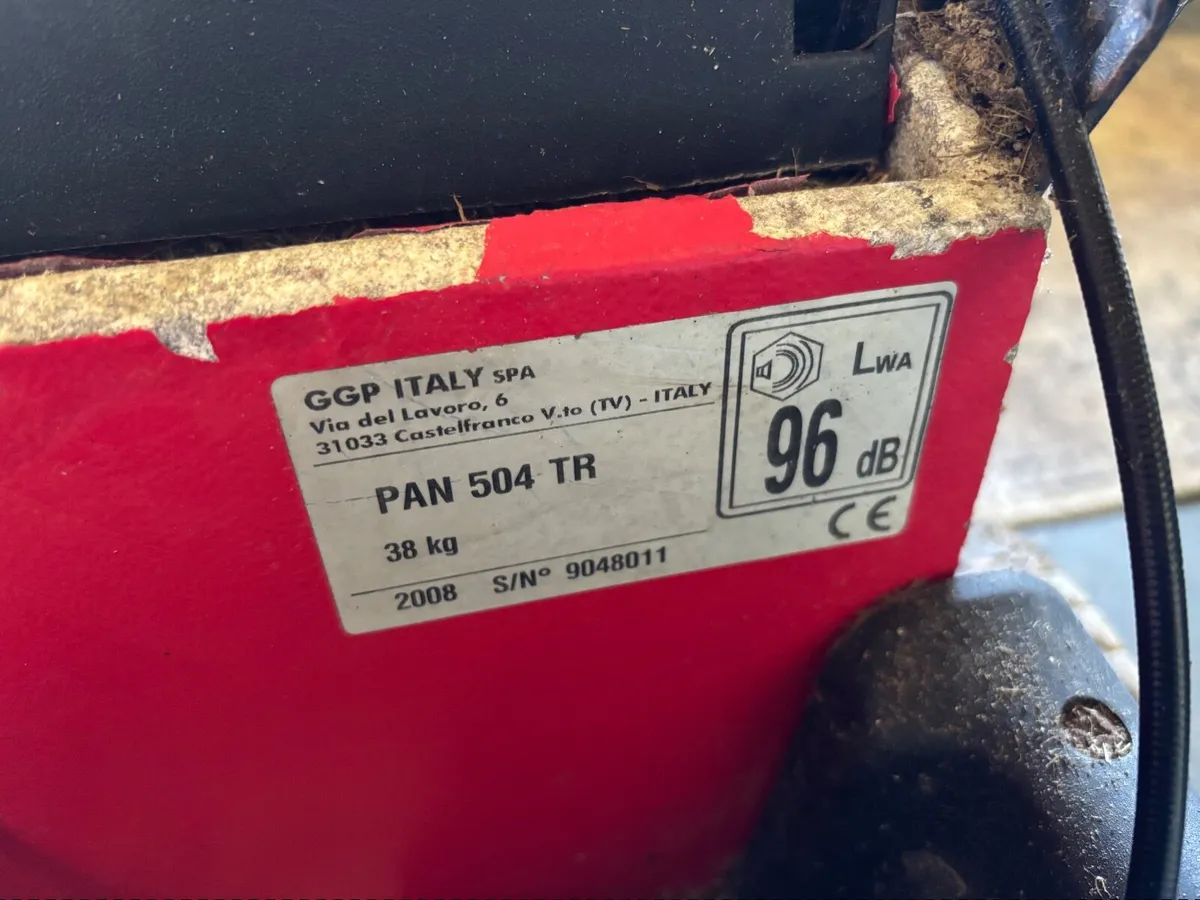 GGP ITALY SPA
Via del Lavoro, 6
31033 Castelfranco V.to (TV) - ITALY
PAN 504 TR
38 kg
2008 S/N° 9048011
LWA
96 dB
CE